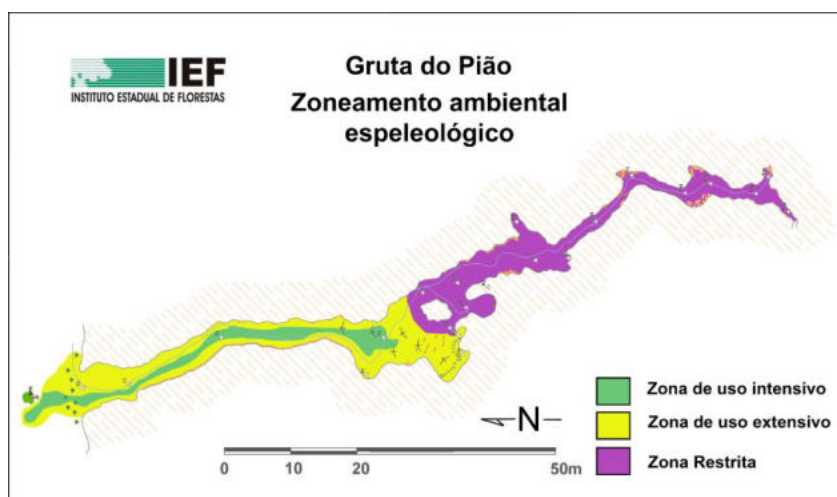 IEF
INSTITUTO ESTADUAL DE FLORESTAS
Gruta do Pião
Zoneamento ambiental
espeleológico
N
Zona de uso intensivo
Zona de uso extensivo
Zona Restrita
0 10 20 50m